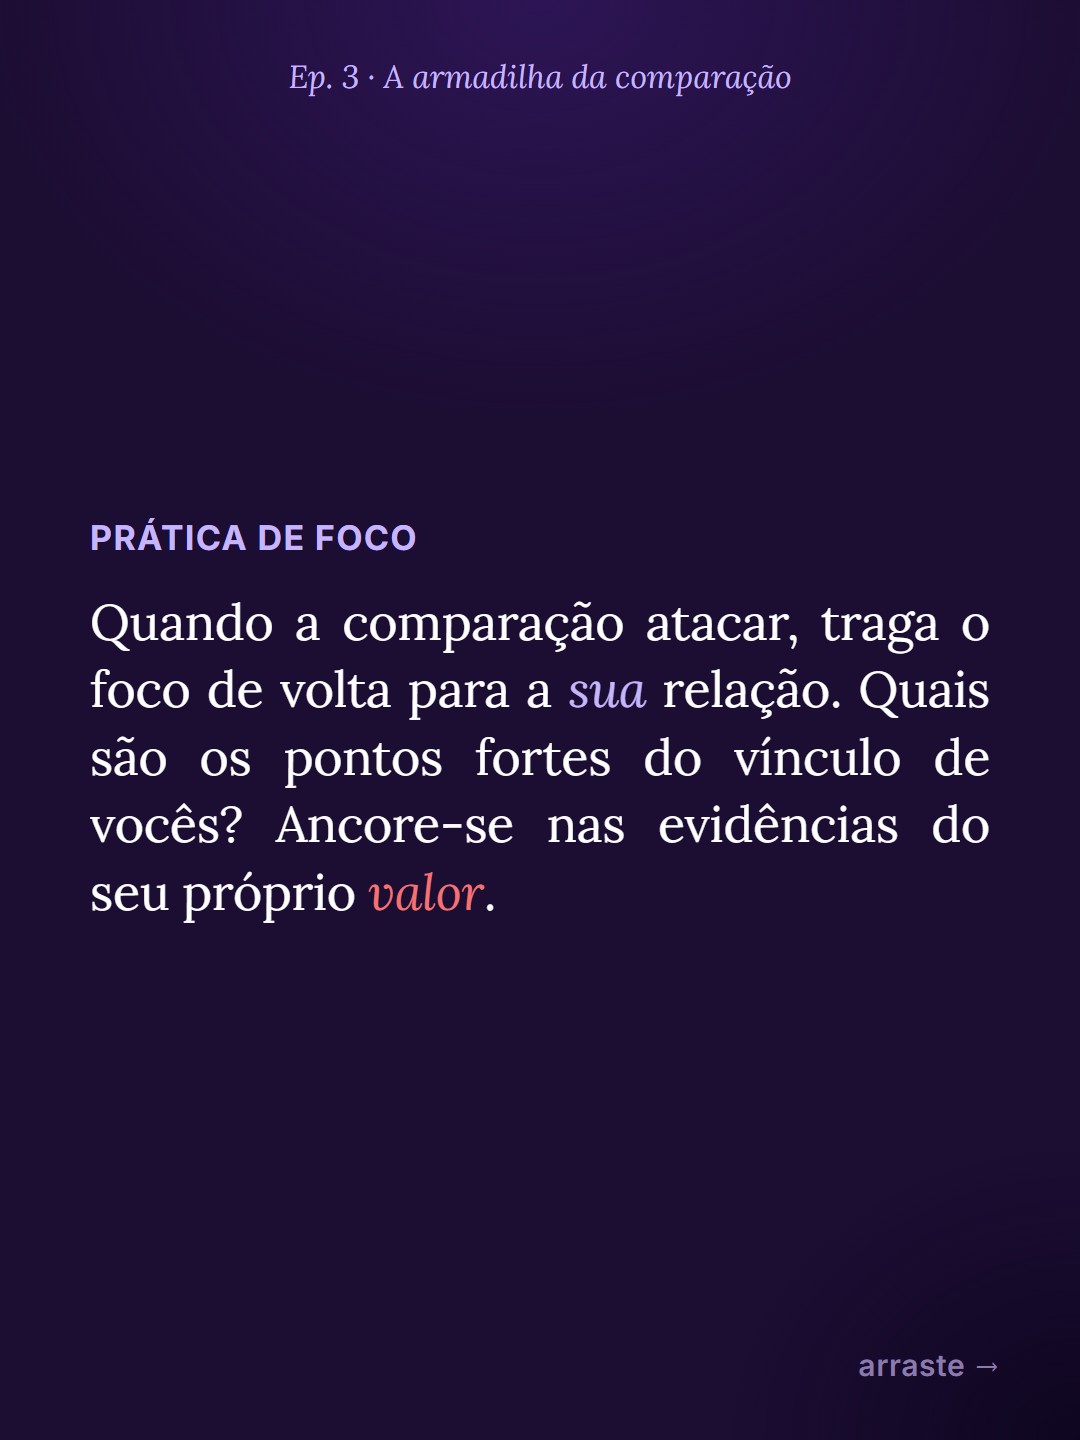 Ep. 3 · A armadilha da comparação
PRÁTICA DE FOCO
Quando a comparação atacar, traga o
foco de volta para a sua relação. Quais
são os pontos fortes do vínculo de
vocês? Ancore-se nas evidências do
seu próprio valor.
arraste →